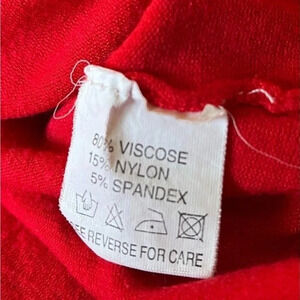 80% VISCOSE
15% NYLON
5% SPANDEX
REVERSE FOR CARE